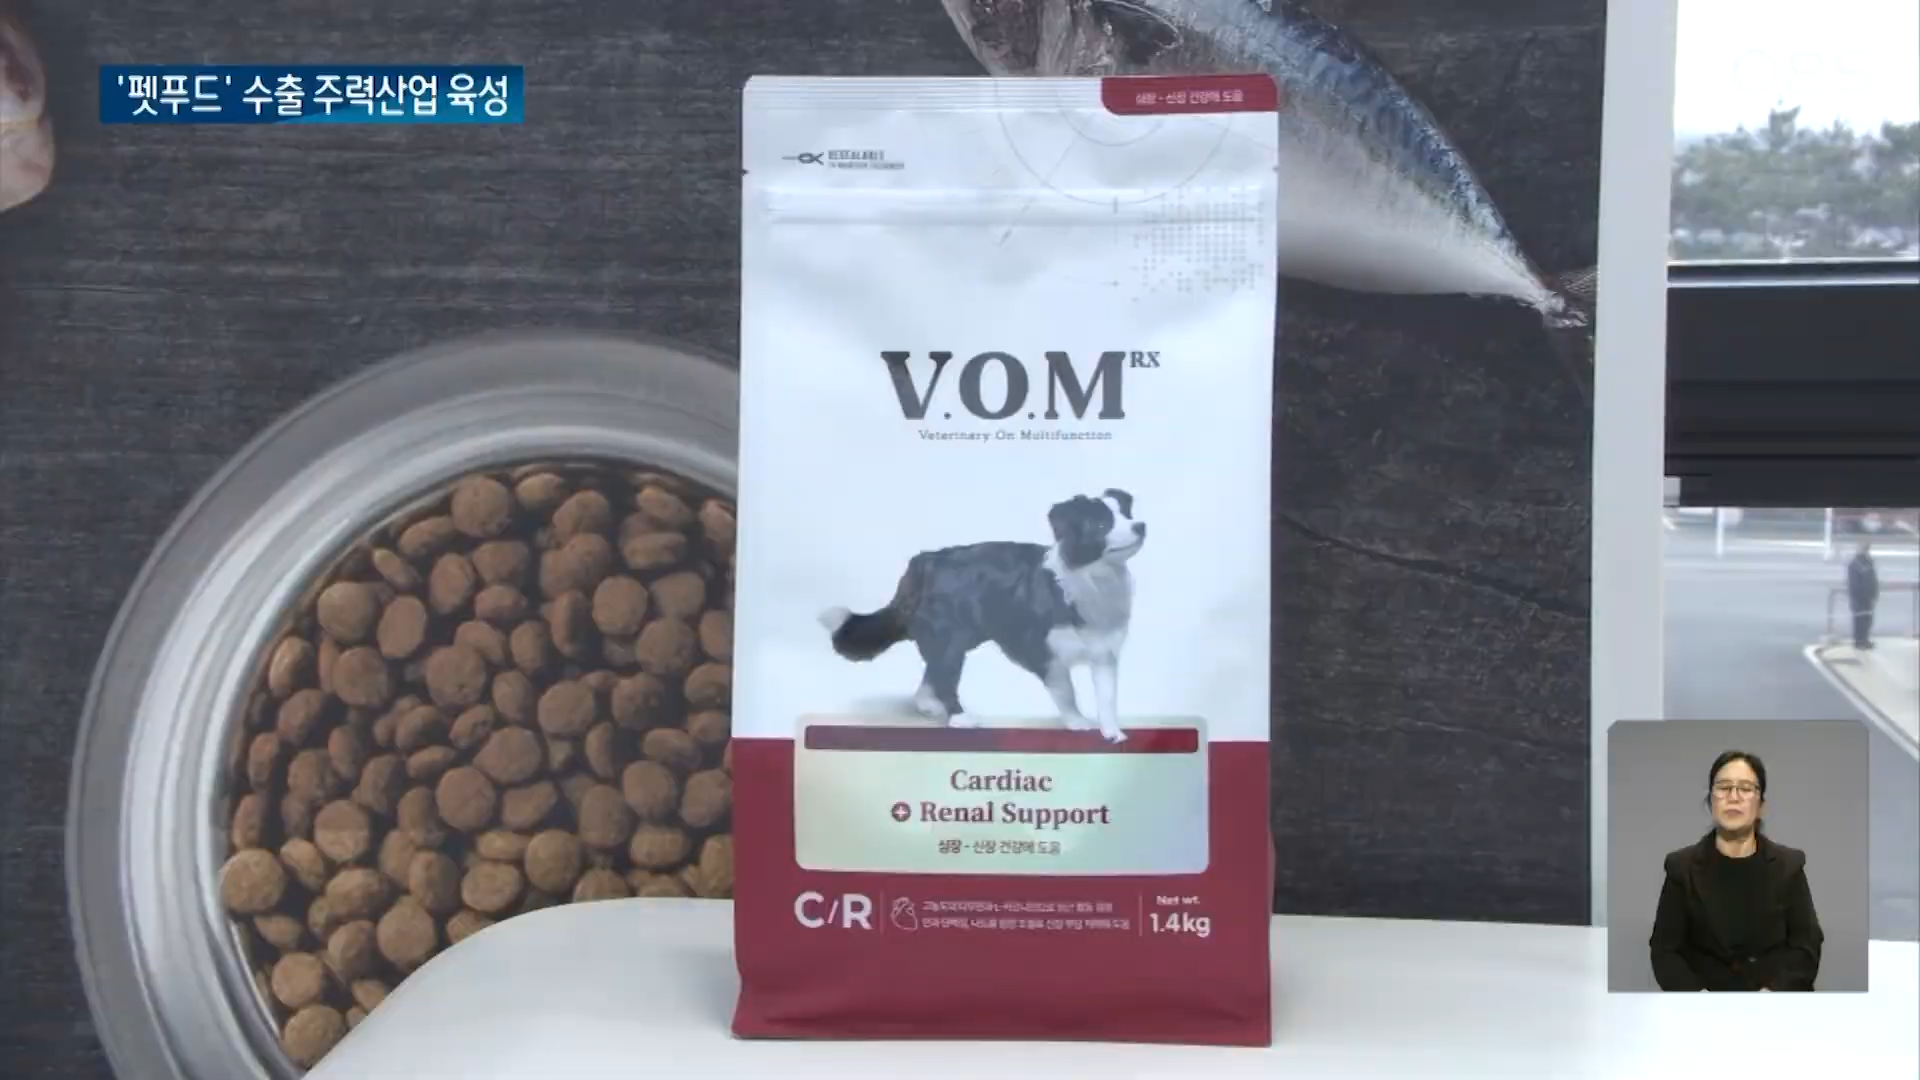 '펫푸드' 수출 주력산업 육성
심장 - 신장 건강에 도움
RESEALABLE
V.O.M RX
Veterinary On Multifunction
Cardiac
+ Renal Support
심장 - 신장 건강에 도움
C/R
Net wt.
1.4kg